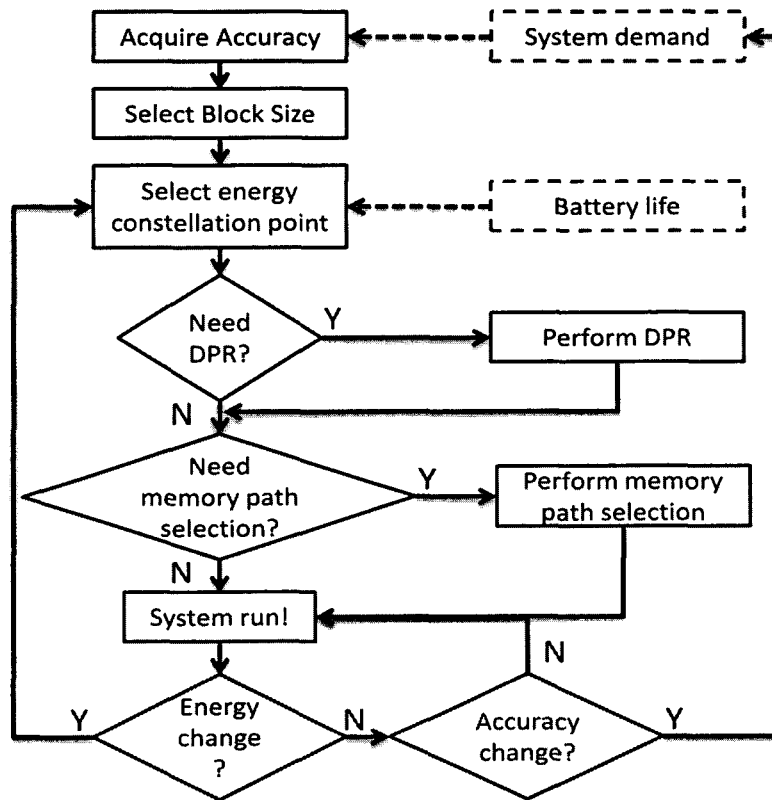 Acquire Accuracy
System demand
Select Block Size
Select energy
constellation point
Battery life
Need
DPR?
Y
Perform DPR
N
Need
memory path
selection?
Y
Perform memory
path selection
N
System run!
N
Y
Energy
change
?
N
Accuracy
change?
Y